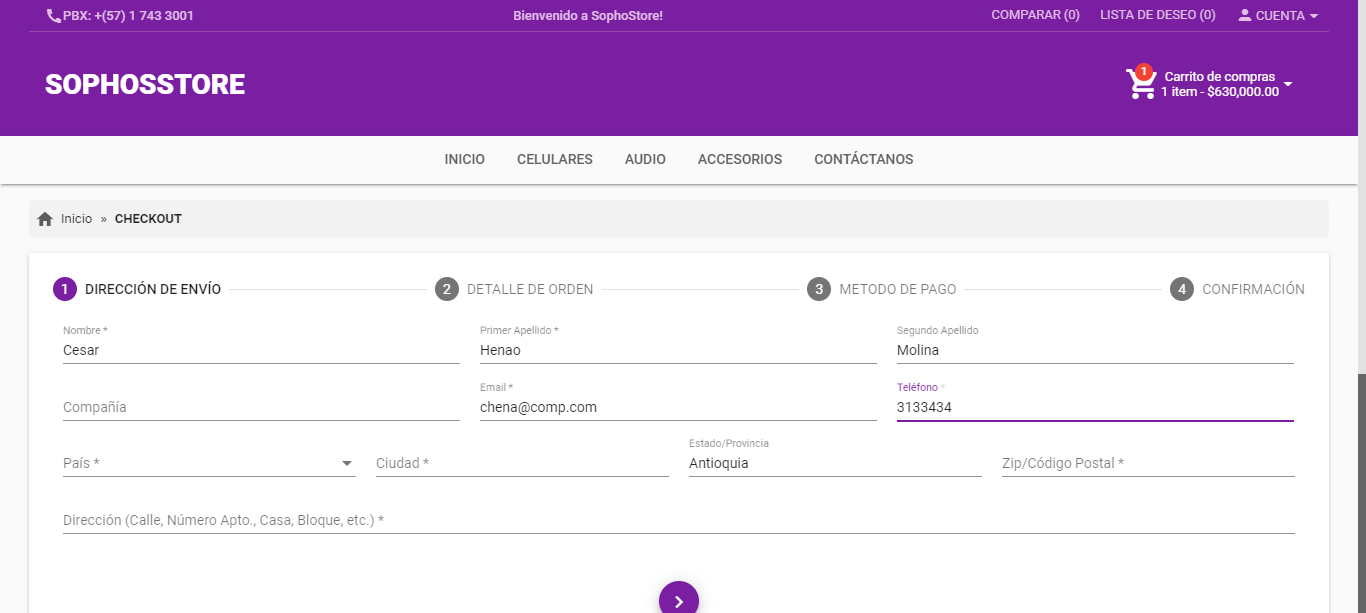 PBX: +(57) 1 743 3001
Bienvenido a SophoStore!
COMPARAR (0)
LISTA DE DESEO (0)
CUENTA
SOPHOSSTORE
1
Carrito de compras
1 item - $630,000.00
INICIO
CELULARES
AUDIO
ACCESORIOS
CONTÁCTANOS
Inicio » CHECKOUT
1 DIRECCIÓN DE ENVÍO
2 DETALLE DE ORDEN
3 METODO DE PAGO
4 CONFIRMACIÓN
Nombre *
Cesar
Primer Apellido *
Henao
Segundo Apellido
Molina
Compañía
Email *
chena@comp.com
Teléfono *
3133434
País *
Ciudad *
Estado/Provincia
Antioquia
Zip/Código Postal *
Dirección (Calle, Número Apto., Casa, Bloque, etc.) *